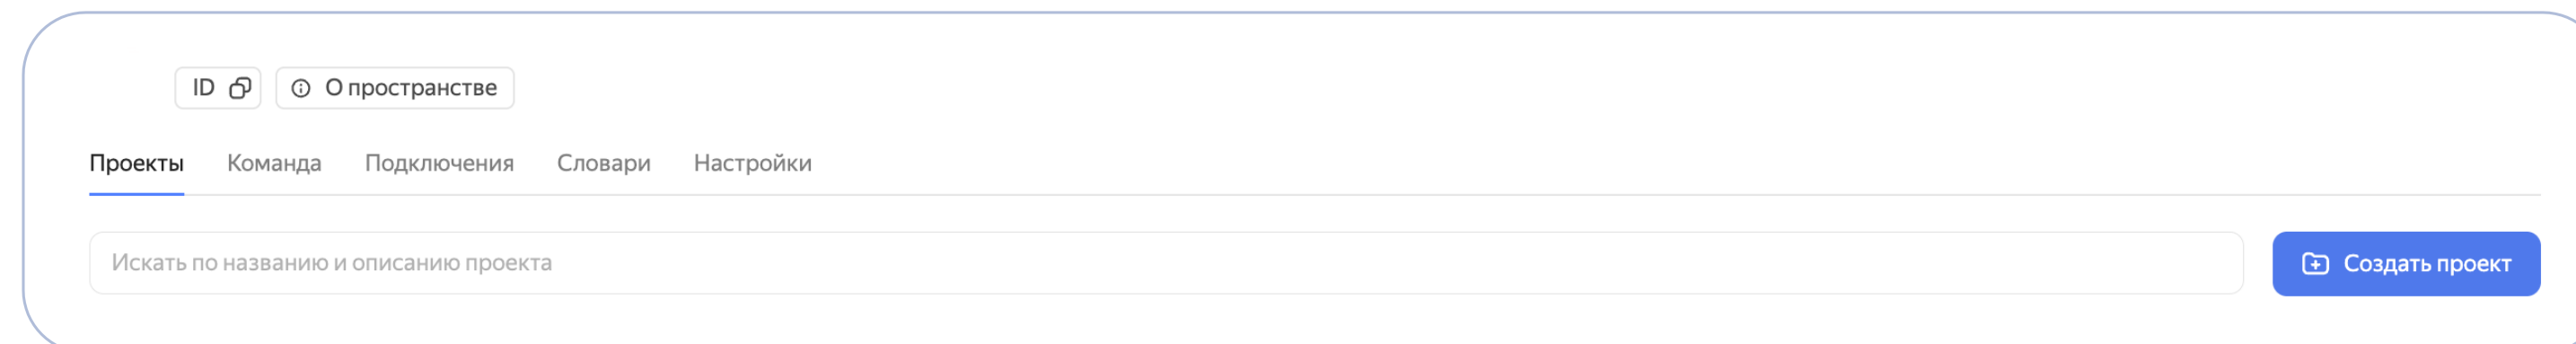 ID О пространстве
Проекты Команда Подключения Словари Настройки
Искать по названию и описанию проекта Создать проект